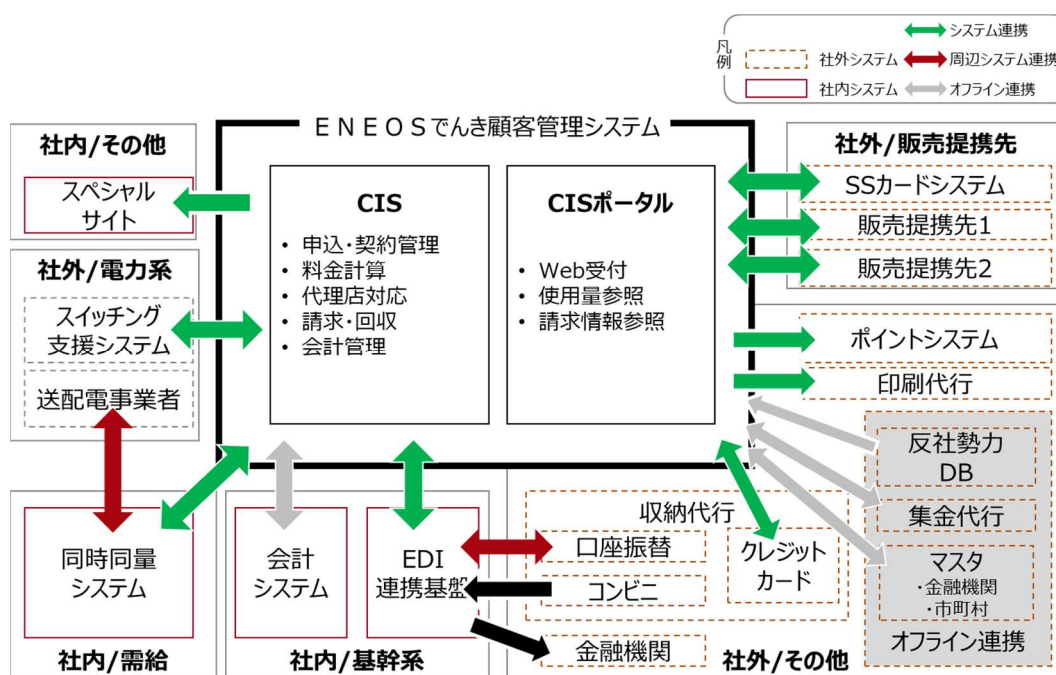 凡例
システム連携
社外システム
周辺システム連携
社内システム
オフライン連携
ENEOSでんき顧客管理システム
社内/その他
スペシャル
サイト
社外/電力系
スイッチング
支援システム
送配電事業者
CIS
• 申込・契約管理
• 料金計算
• 代理店対応
• 請求・回収
• 会計管理
CISポータル
• Web受付
• 使用量参照
• 請求情報参照
社外/販売提携先
SSカードシステム
販売提携先1
販売提携先2
ポイントシステム
印刷代行
反社勢力
DB
集金代行
マスタ
・金融機関
・市町村
オフライン連携
同時同量
システム
社内/需給
会計
システム
EDI
連携基盤
社内/基幹系
収納代行
口座振替
コンビニ
クレジット
カード
金融機関
社外/その他